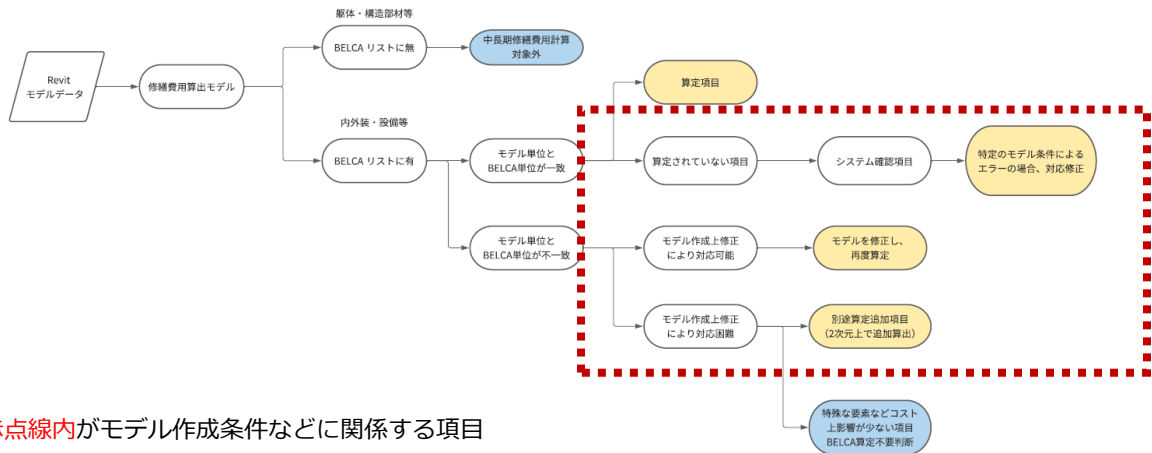 躯体・構造部材等
BELCA リストに無
中長期修繕費用計算
対象外
Revit
モデルデータ
修繕費用算出モデル
算定項目
内外装・設備等
BELCA リストに有
モデル単位と
BELCA単位が一致
算定されていない項目
システム確認項目
特定のモデル条件による
エラーの場合、対応修正
モデル単位と
BELCA単位が不一致
モデル作成上修正
により対応可能
モデルを修正し、
再度算定
モデル作成上修正
により対応困難
別途算定追加項目
(2次元上で追加算出)
特殊な要素などコスト
上影響が少ない項目
BELCA算定不要判断
点線内がモデル作成条件などに関係する項目